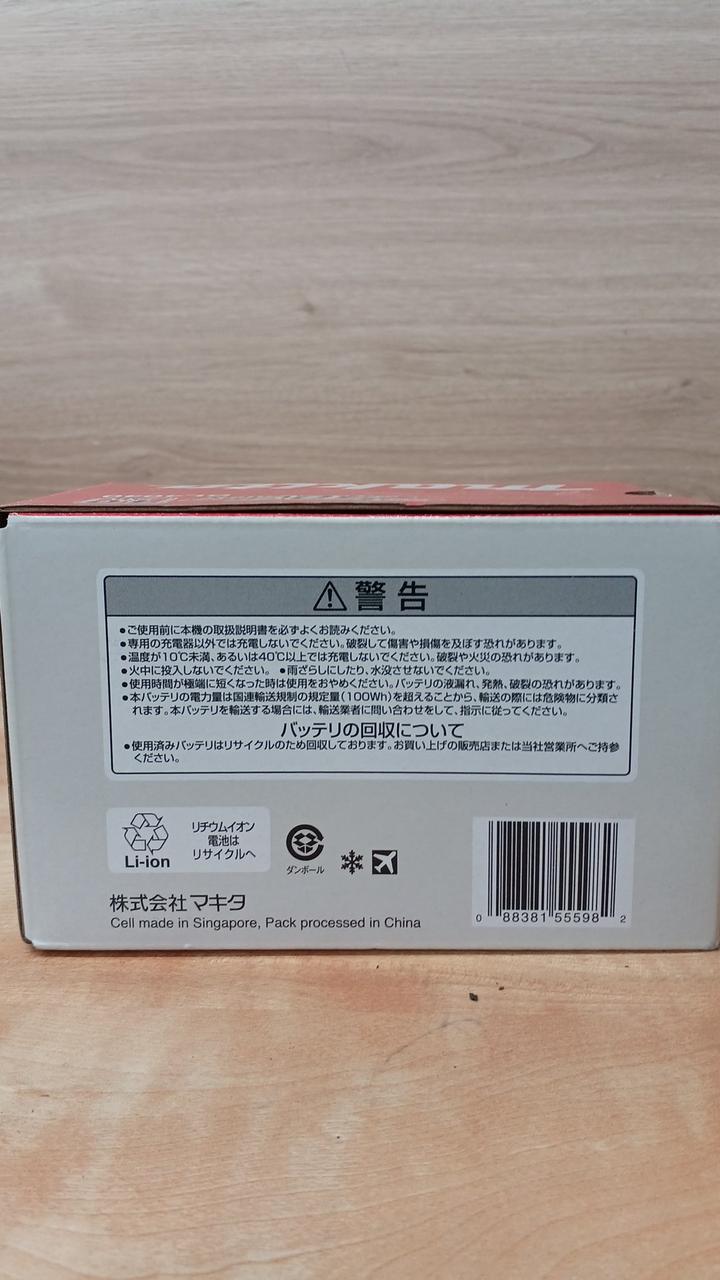 makita
警告
●ご使用前に本機の取扱説明書を必ずよくお読みください。
●専用の充電器以外では充電しないでください。破裂して傷害や損傷を及ぼす恐れがあります。
●温度が10℃未満、あるいは40℃以上では充電しないでください。破裂や火災の恐れがあります。
●火中に投入しないでください。 ●雨ざらしにしたり、水没させないでください。
●使用時間が極端に短くなった時は使用をおやめください。バッテリの液漏れ、発熱、破裂の恐れがあります。
●本バッテリの電力量は国連輸送規制の規定量(100Wh)を超えることから、輸送の際には危険物に分類さ
れます。本バッテリを輸送する場合には、輸送業者に問い合わせをして、指示に従ってください。
バッテリの回収について
●使用済みバッテリはリサイクルのため回収しております。お買い上げの販売店または当社営業所へご持参
ください。
Li-ion
リチウムイオン
電池は
リサイクルへ
ダンボール
株式会社マキタ
Cell made in Singapore, Pack processed in China
0 88381 55598 2